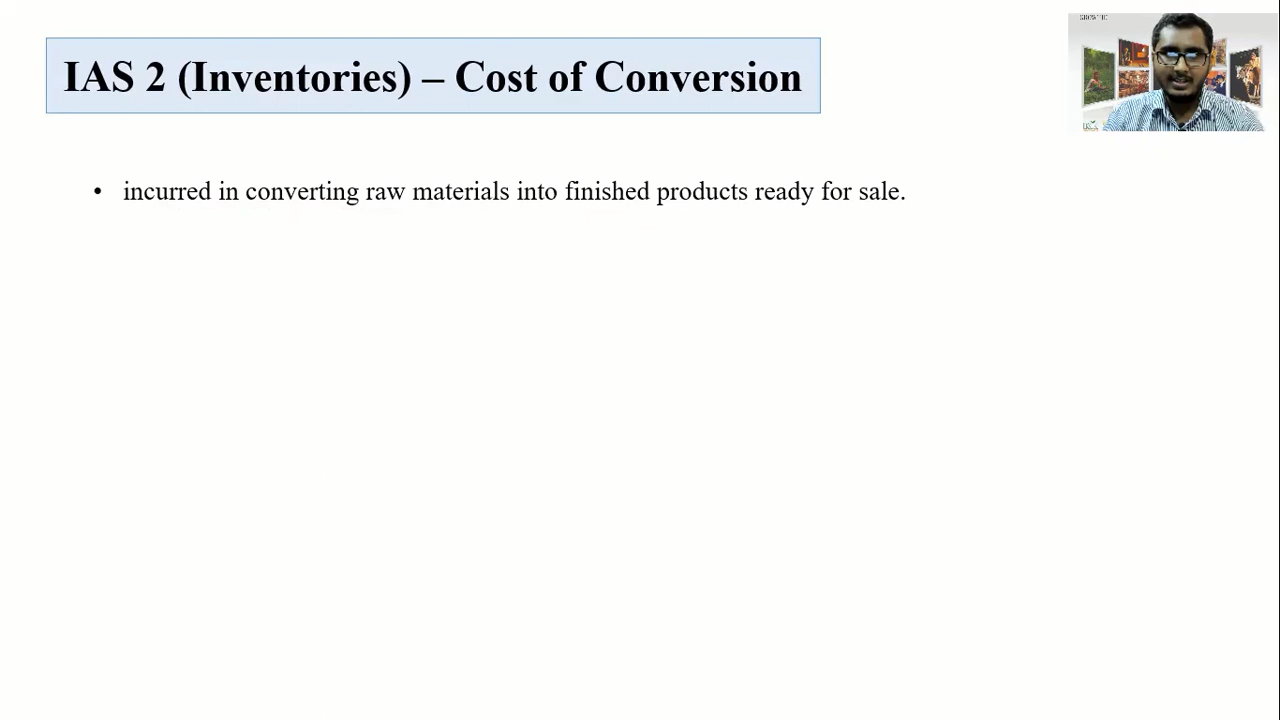 IAS 2 (Inventories) – Cost of Conversion
• incurred in converting raw materials into finished products ready for sale.